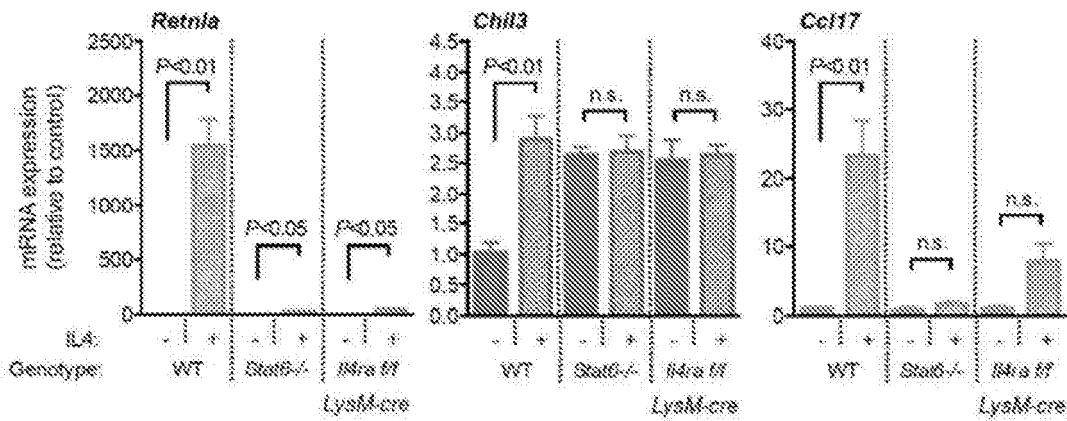 Retnla Chil3 Ccl17
mRNA expression
(relative to control)
2500
2000
1500
1000
500
0
P<0.01
P<0.05
P<0.05
4.5
4.0
3.5
3.0
2.5
2.0
1.5
1.0
0.5
0.0
P<0.01
n.s.
n.s.
40
30
20
10
0
P<0.01
n.s.
n.s.
IL4: - + - + - + - + - + - + - + - + - +
Genotype: WT Stat6-/- Il4ra f/f WT Stat6-/- Il4ra f/f WT Stat6-/- Il4ra f/f
LysM-cre LysM-cre LysM-cre